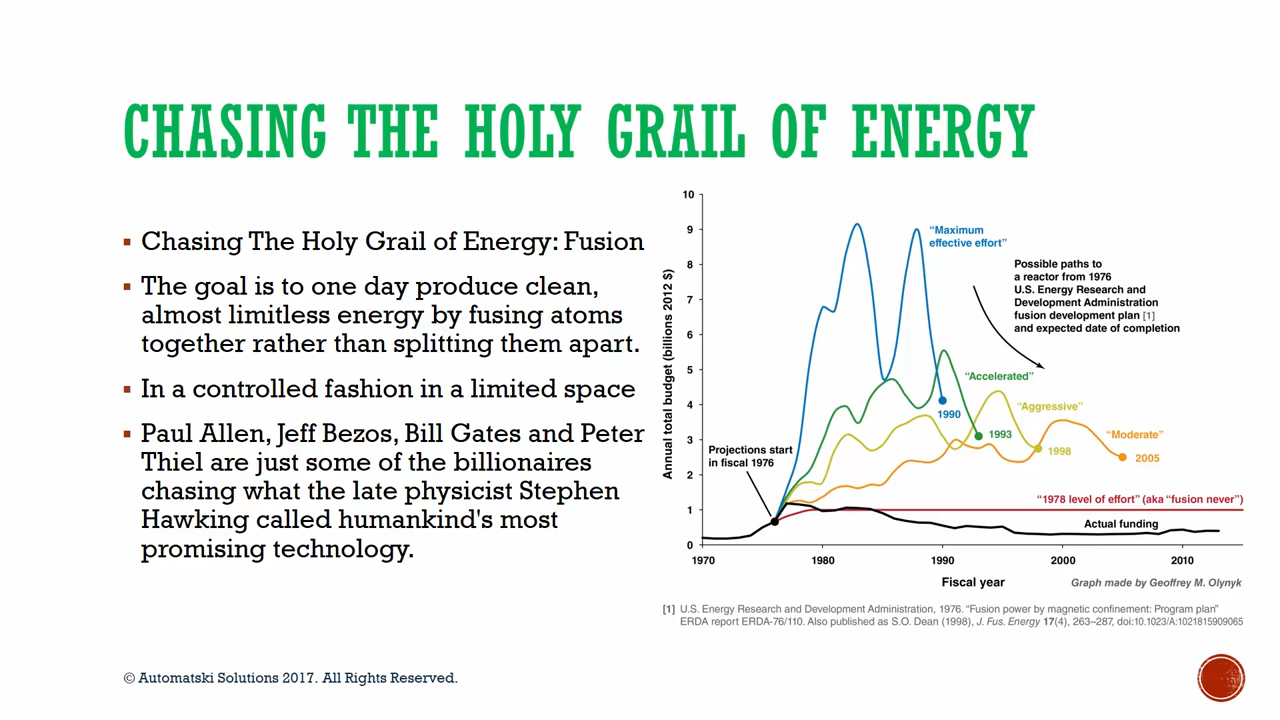 CHASING THE HOLY GRAIL OF ENERGY
▪ Chasing The Holy Grail of Energy: Fusion
▪ The goal is to one day produce clean,
almost limitless energy by fusing atoms
together rather than splitting them apart.
▪ In a controlled fashion in a limited space
▪ Paul Allen, Jeff Bezos, Bill Gates and Peter
Thiel are just some of the billionaires
chasing what the late physicist Stephen
Hawking called humankind's most
promising technology.
Annual total budget (billions 2012 $)
10
9
8
7
6
5
4
3
2
1
0
"Maximum
effective effort"
Possible paths to
a reactor from 1976
U.S. Energy Research and
Development Administration
fusion development plan [1]
and expected date of completion
"Accelerated"
1990
"Aggressive"
1993
"Moderate"
1998
2005
Projections start
in fiscal 1976
"1978 level of effort" (aka "fusion never")
Actual funding
1970
1980
1990
2000
2010
Fiscal year
Graph made by Geoffrey M. Olynyk
[1] U.S. Energy Research and Development Administration, 1976. "Fusion power by magnetic confinement: Program plan"
ERDA report ERDA-76/110. Also published as S.O. Dean (1998), J. Fus. Energy 17(4), 263–287, doi:10.1023/A:1021815909065
© Automatski Solutions 2017. All Rights Reserved.